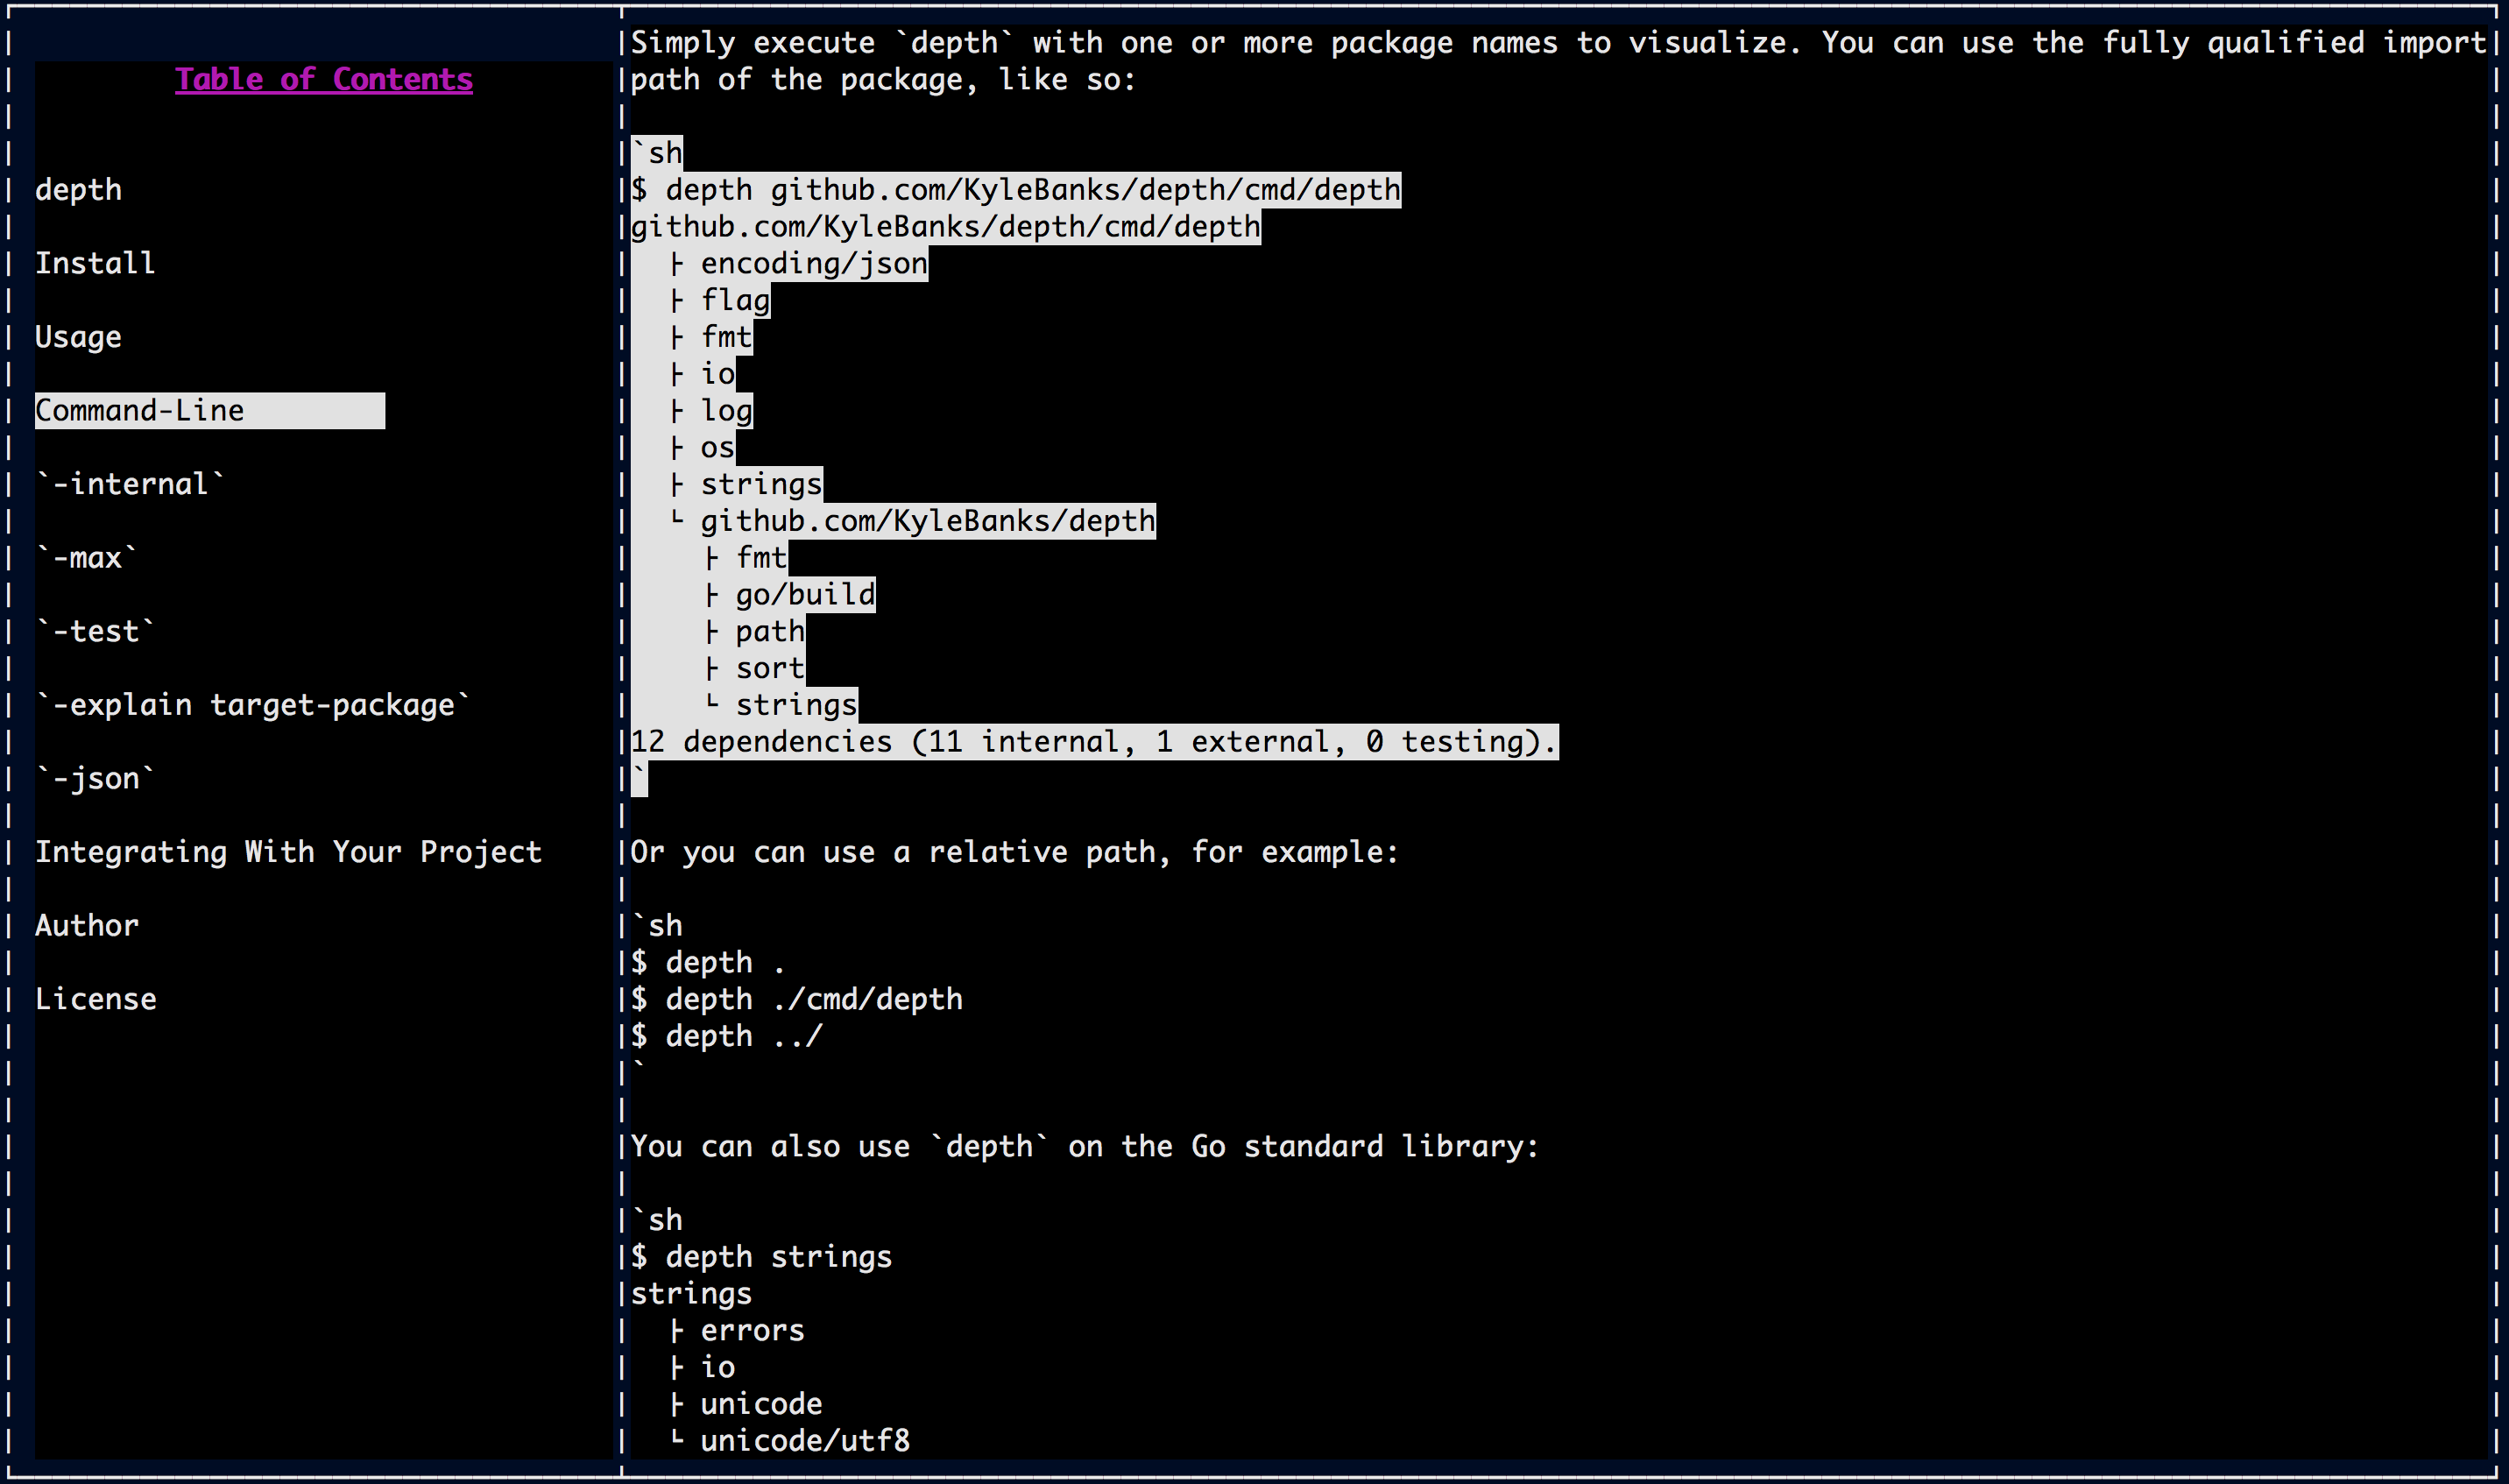 Table of Contents
depth
Install
Usage
Command-Line
`-internal`
`-max`
`-test`
`-explain target-package`
`-json`
Integrating With Your Project
Author
License
Simply execute `depth` with one or more package names to visualize. You can use the fully qualified import
path of the package, like so:
`sh
$ depth github.com/KyleBanks/depth/cmd/depth
github.com/KyleBanks/depth/cmd/depth
  ├ encoding/json
  ├ flag
  ├ fmt
  ├ io
  ├ log
  ├ os
  ├ strings
  └ github.com/KyleBanks/depth
    ├ fmt
    ├ go/build
    ├ path
    ├ sort
    └ strings
12 dependencies (11 internal, 1 external, 0 testing).
`
Or you can use a relative path, for example:
`sh
$ depth .
$ depth ./cmd/depth
$ depth ../
`
You can also use `depth` on the Go standard library:
`sh
$ depth strings
strings
  ├ errors
  ├ io
  ├ unicode
  └ unicode/utf8